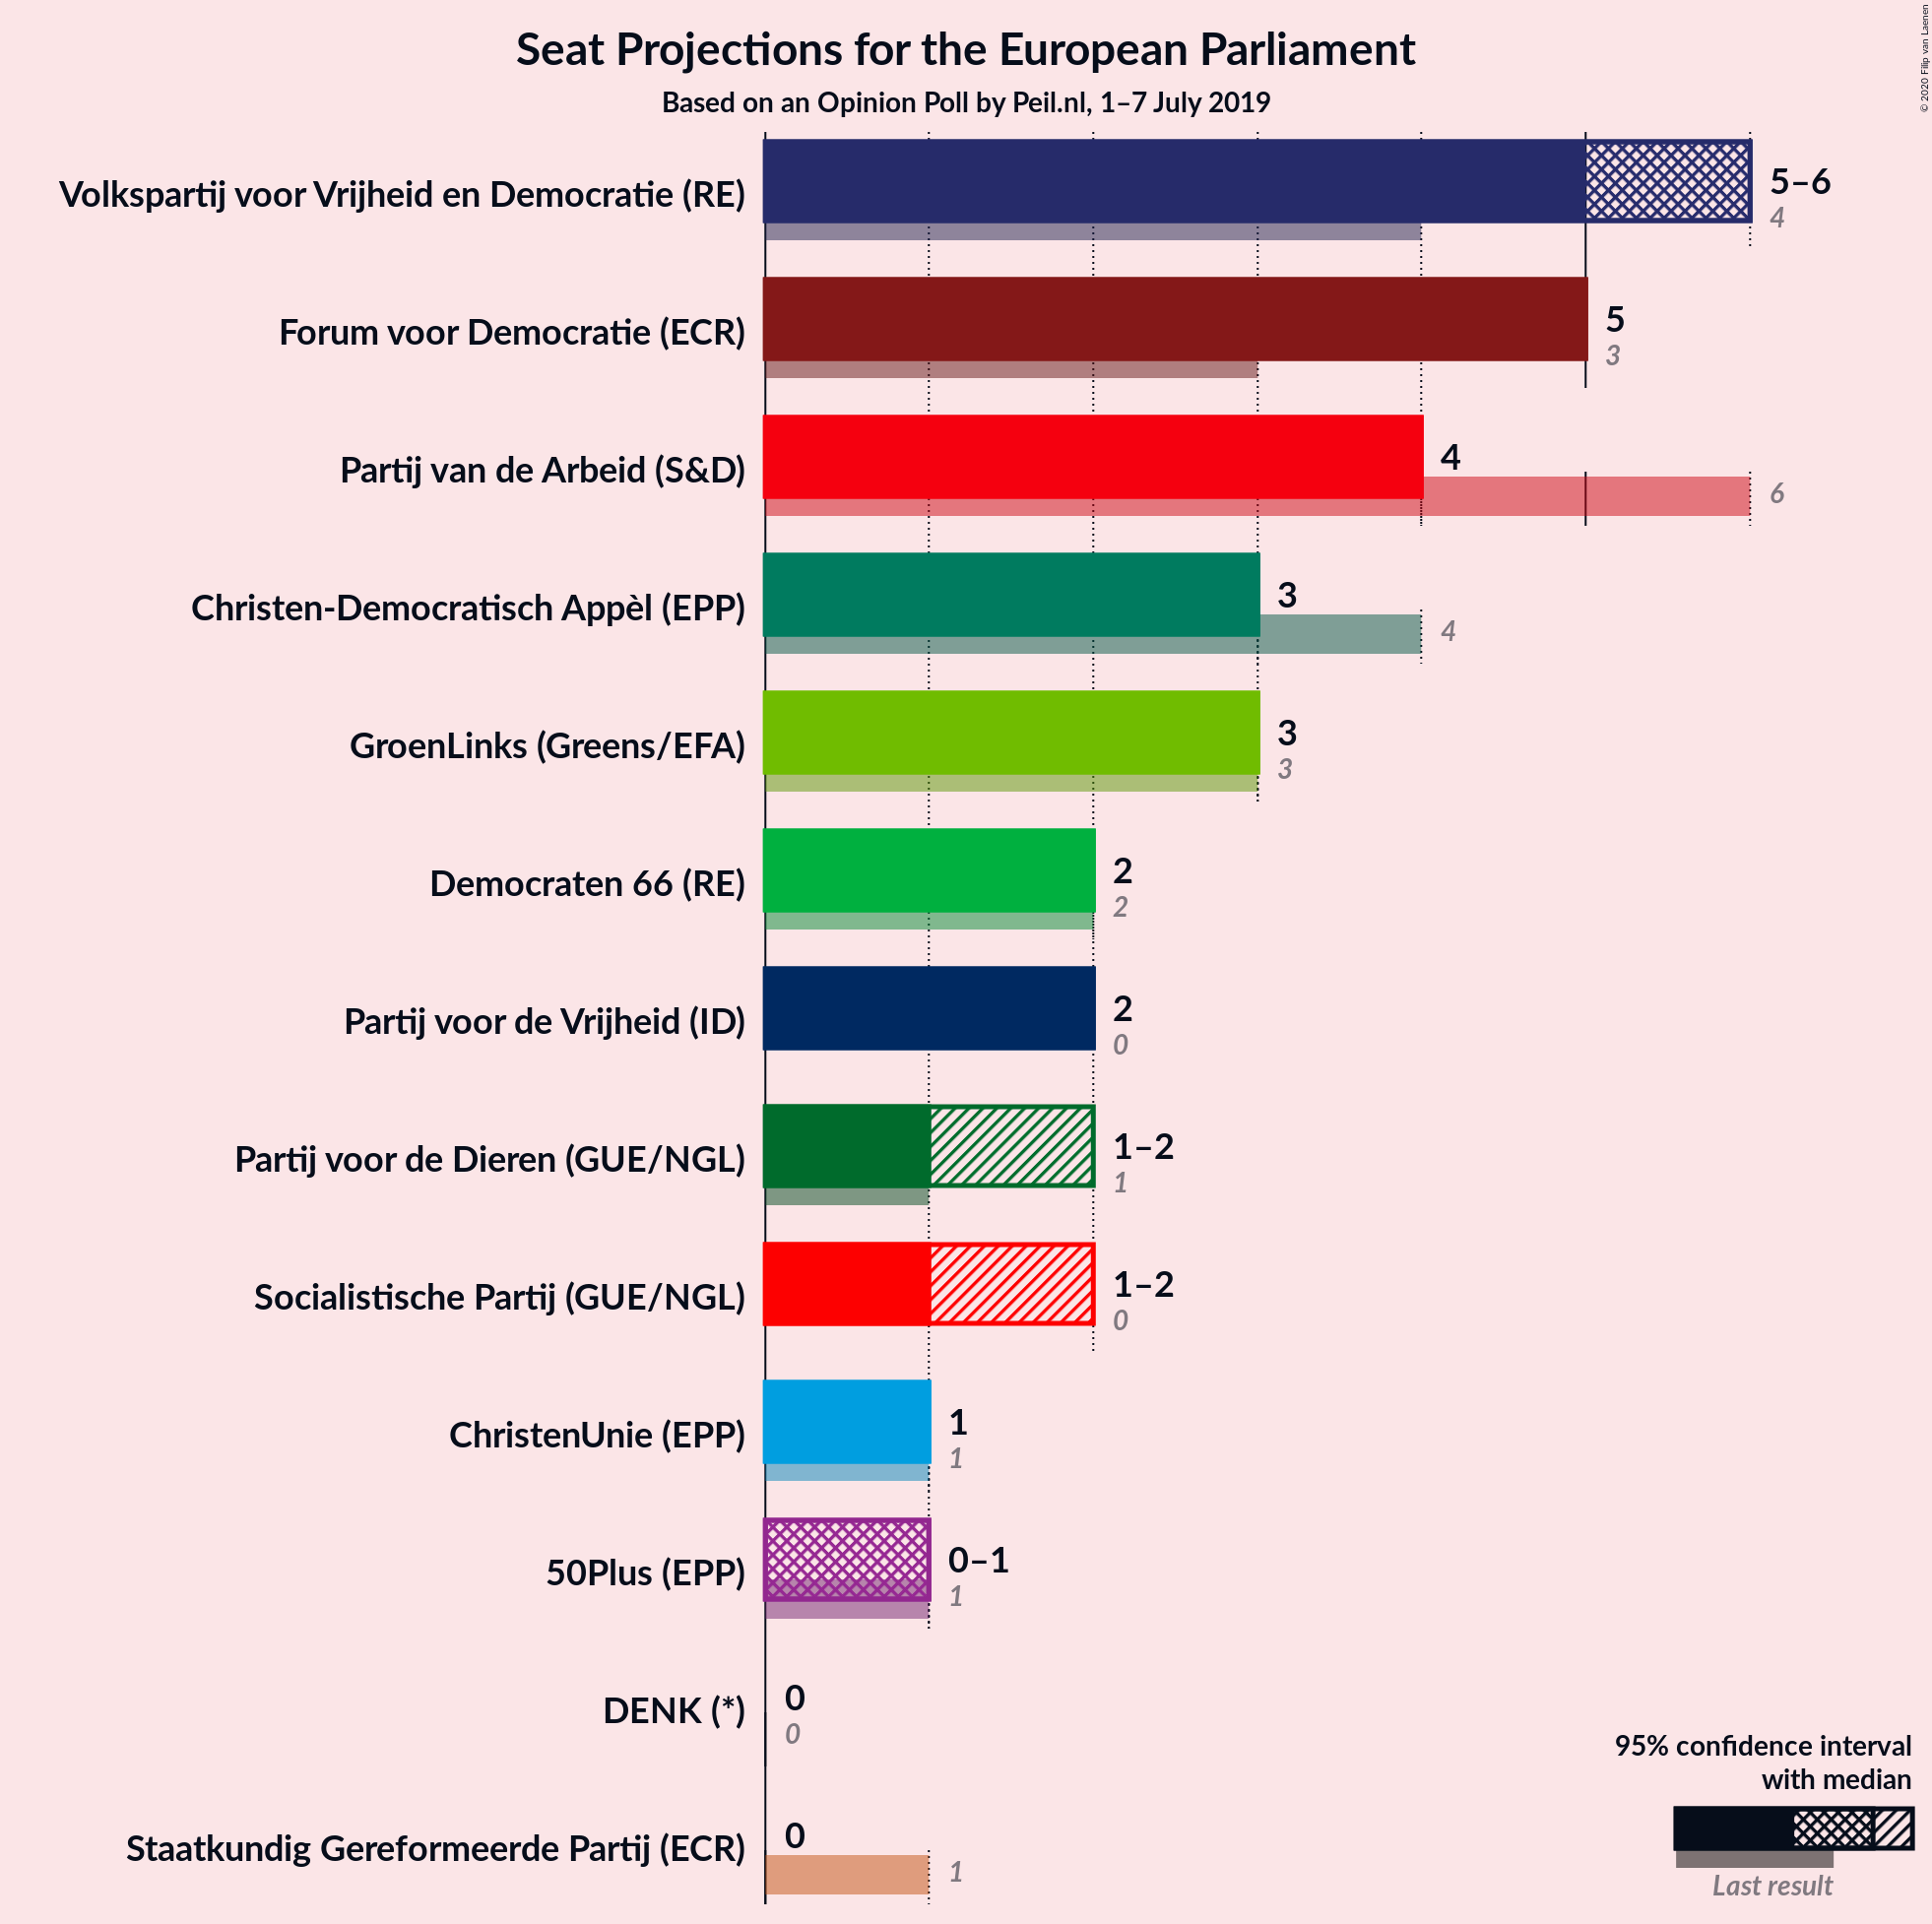 Seat Projections for the European Parliament
Based on an Opinion Poll by Peil.nl, 1–7 July 2019
© 2020 Filip van Laenen
Volkspartij voor Vrijheid en Democratie (RE)
5–6
4
Forum voor Democratie (ECR)
5
3
Partij van de Arbeid (S&D)
4
6
Christen-Democratisch Appèl (EPP)
3
4
GroenLinks (Greens/EFA)
3
3
Democraten 66 (RE)
2
2
Partij voor de Vrijheid (ID)
2
0
Partij voor de Dieren (GUE/NGL)
1–2
1
Socialistische Partij (GUE/NGL)
1–2
0
ChristenUnie (EPP)
1
1
50Plus (EPP)
0–1
1
DENK (*)
0
0
Staatkundig Gereformeerde Partij (ECR)
0
1
95% confidence interval
with median
Last result